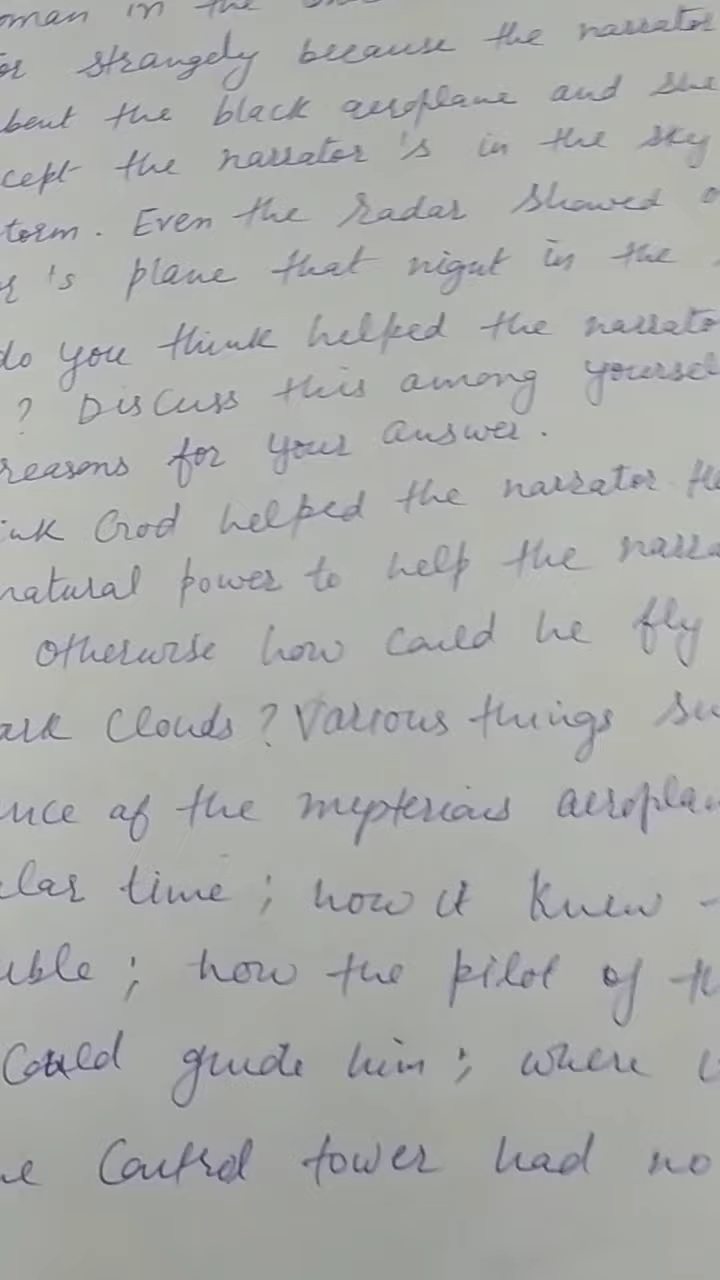 oman in the
or strangely because the narrator
bout the black aeroplane and she
cept the narrator's in the sky
torm. Even the radar showed o
r's plane that night in the
do you think helped the narrato
? Discuss this among yoursel
reasons for your answer.
ink God helped the narrator the
natural power to help the narra
Otherwise how could he fly
ark clouds? Various things su
nce of the mysterious aeroplan
lar time; how it knew
uble; how the pilot of th
Could guide him; where
e Control tower had no